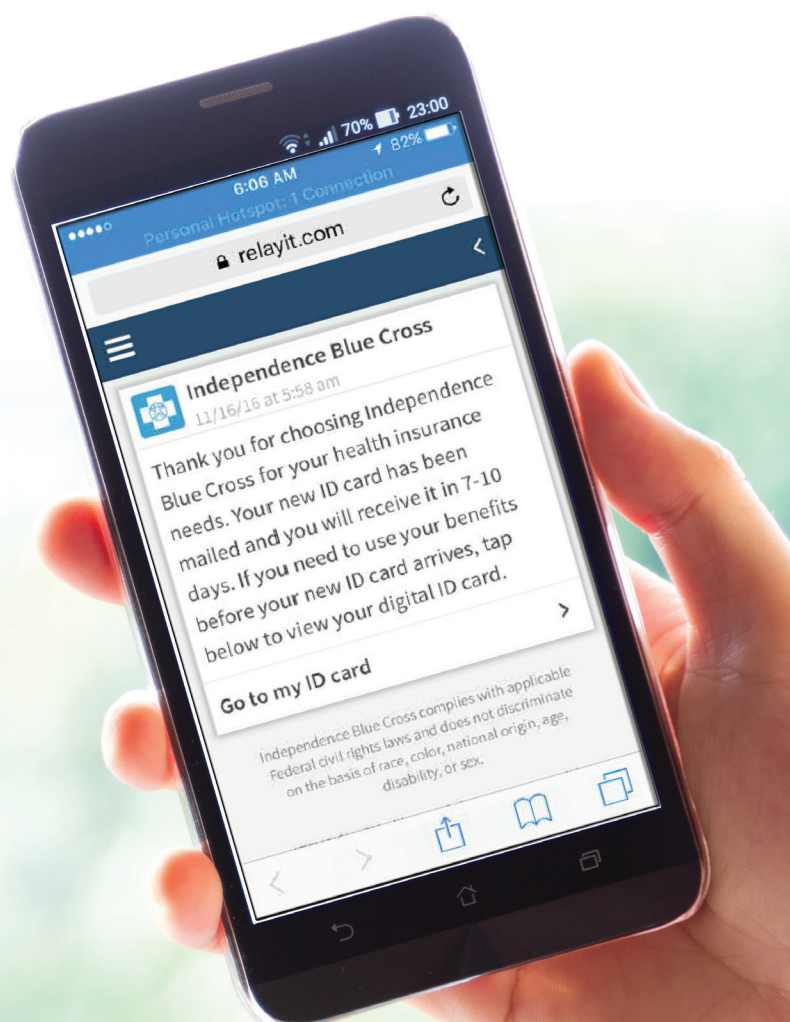 70% 23:00
6:06 AM 82%
Personal Hotspot: 1 Connection
relayit.com
Independence Blue Cross
11/16/16 at 5:58 am
Thank you for choosing Independence
Blue Cross for your health insurance
needs. Your new ID card has been
mailed and you will receive it in 7-10
days. If you need to use your benefits
before your new ID card arrives, tap
below to view your digital ID card.
Go to my ID card
Independence Blue Cross complies with applicable
Federal civil rights laws and does not discriminate
on the basis of race, color, national origin, age,
disability, or sex.